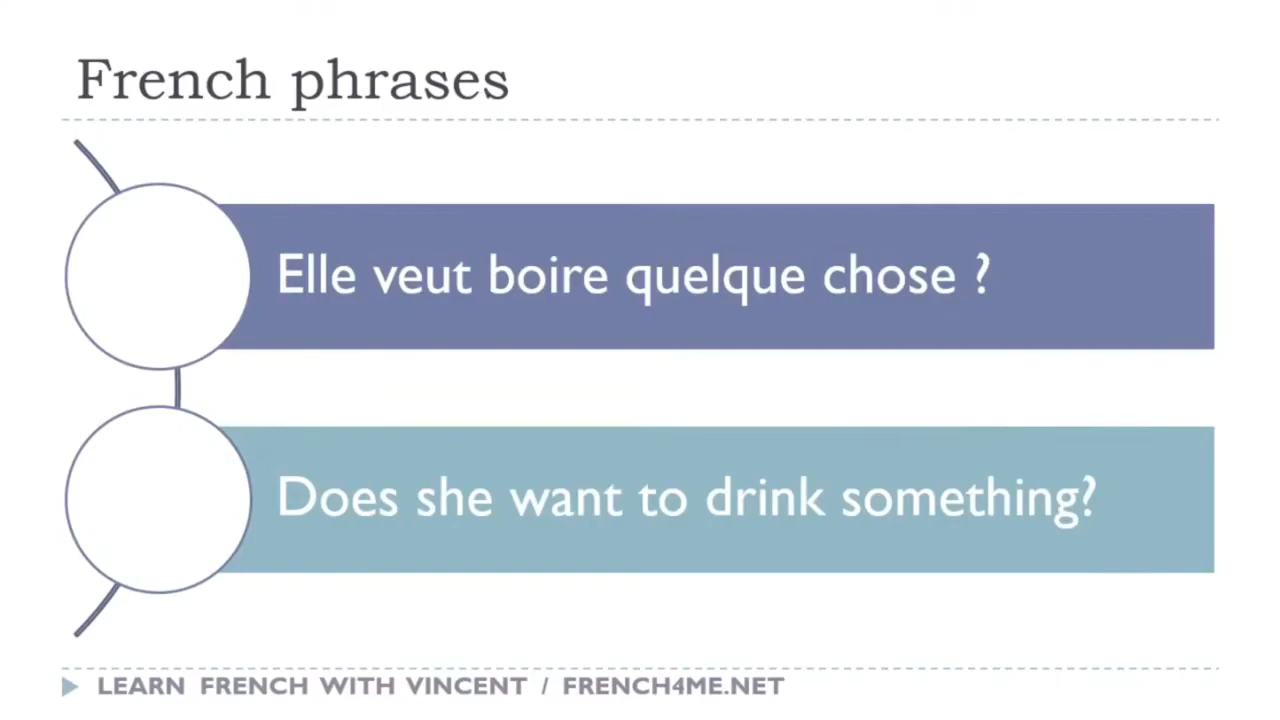 French phrases
Elle veut boire quelque chose ?
Does she want to drink something?
LEARN FRENCH WITH VINCENT / FRENCH4ME.NET